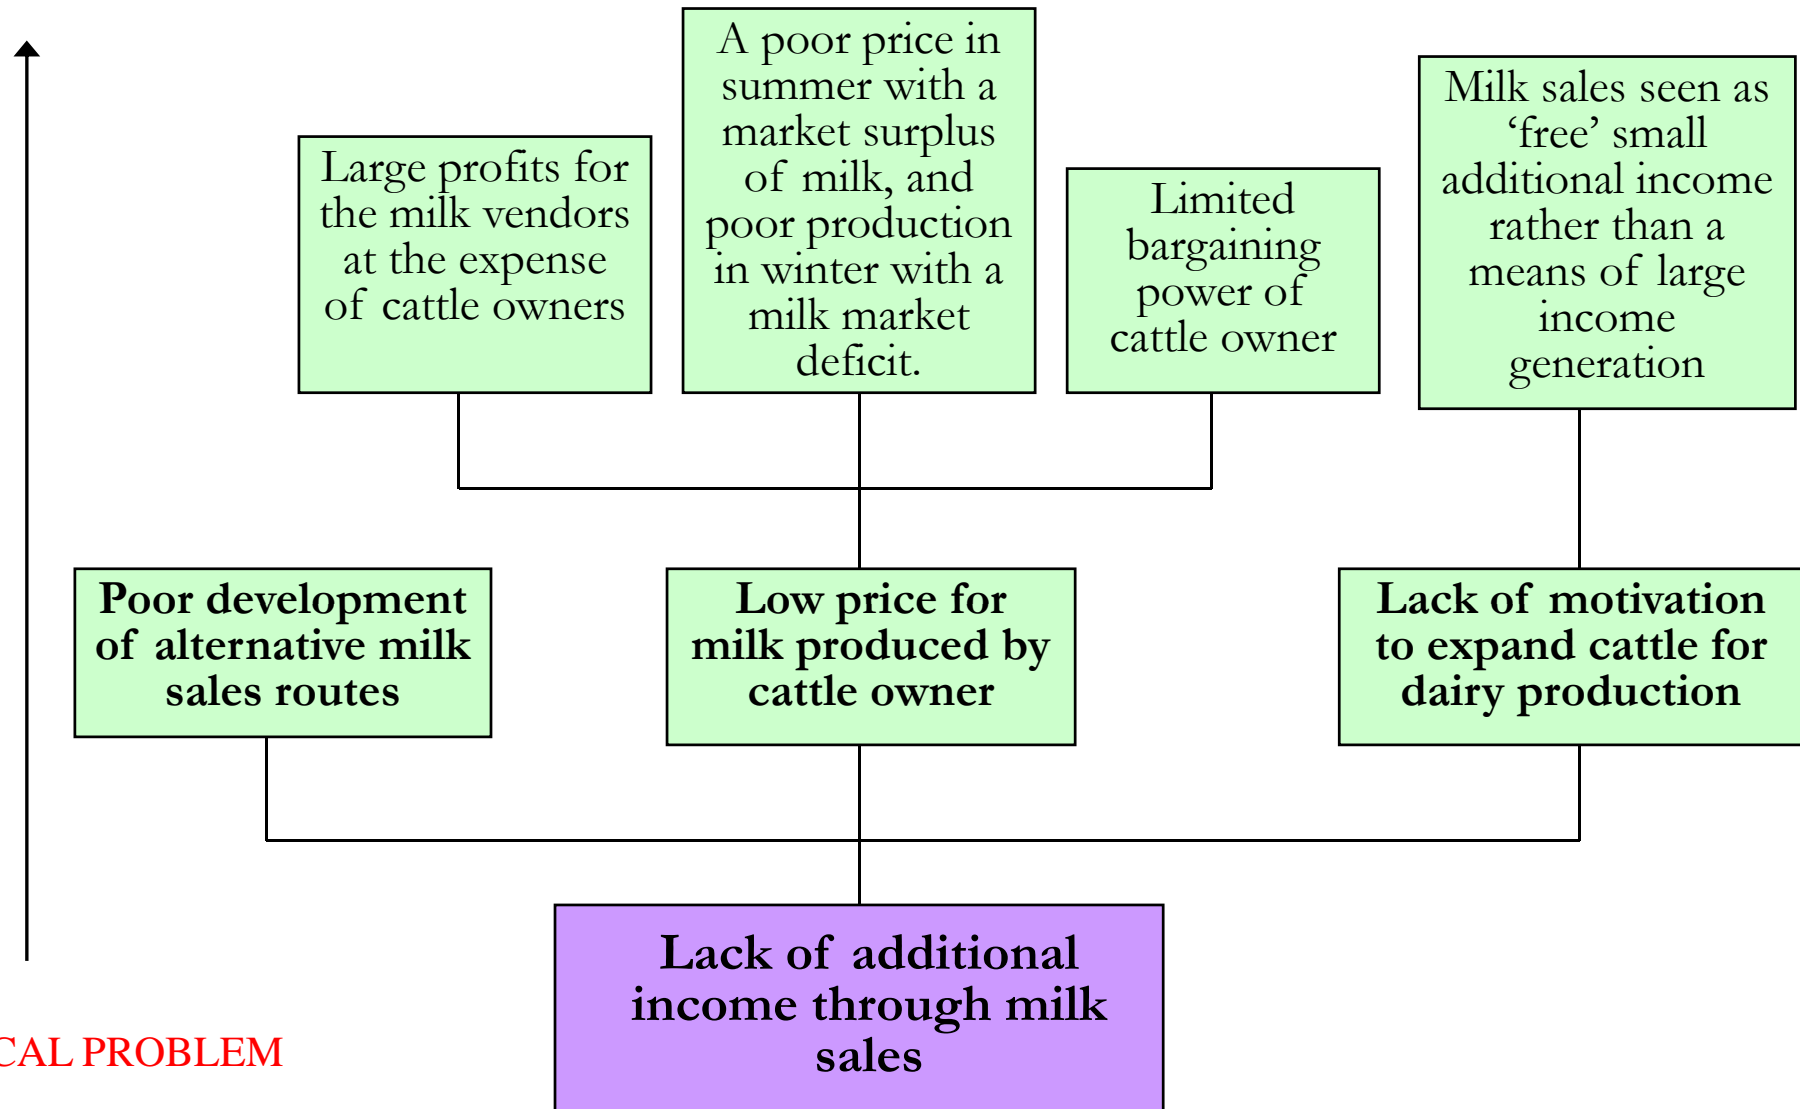 Large profits for
the milk vendors
at the expense
of cattle owners
A poor price in
summer with a
market surplus
of milk, and
poor production
in winter with a
milk market
deficit.
Limited
bargaining
power of
cattle owner
Milk sales seen as
‘free’ small
additional income
rather than a
means of large
income
generation
Poor development
of alternative milk
sales routes
Low price for
milk produced by
cattle owner
Lack of motivation
to expand cattle for
dairy production
Lack of additional
income through milk
sales
CAL PROBLEM